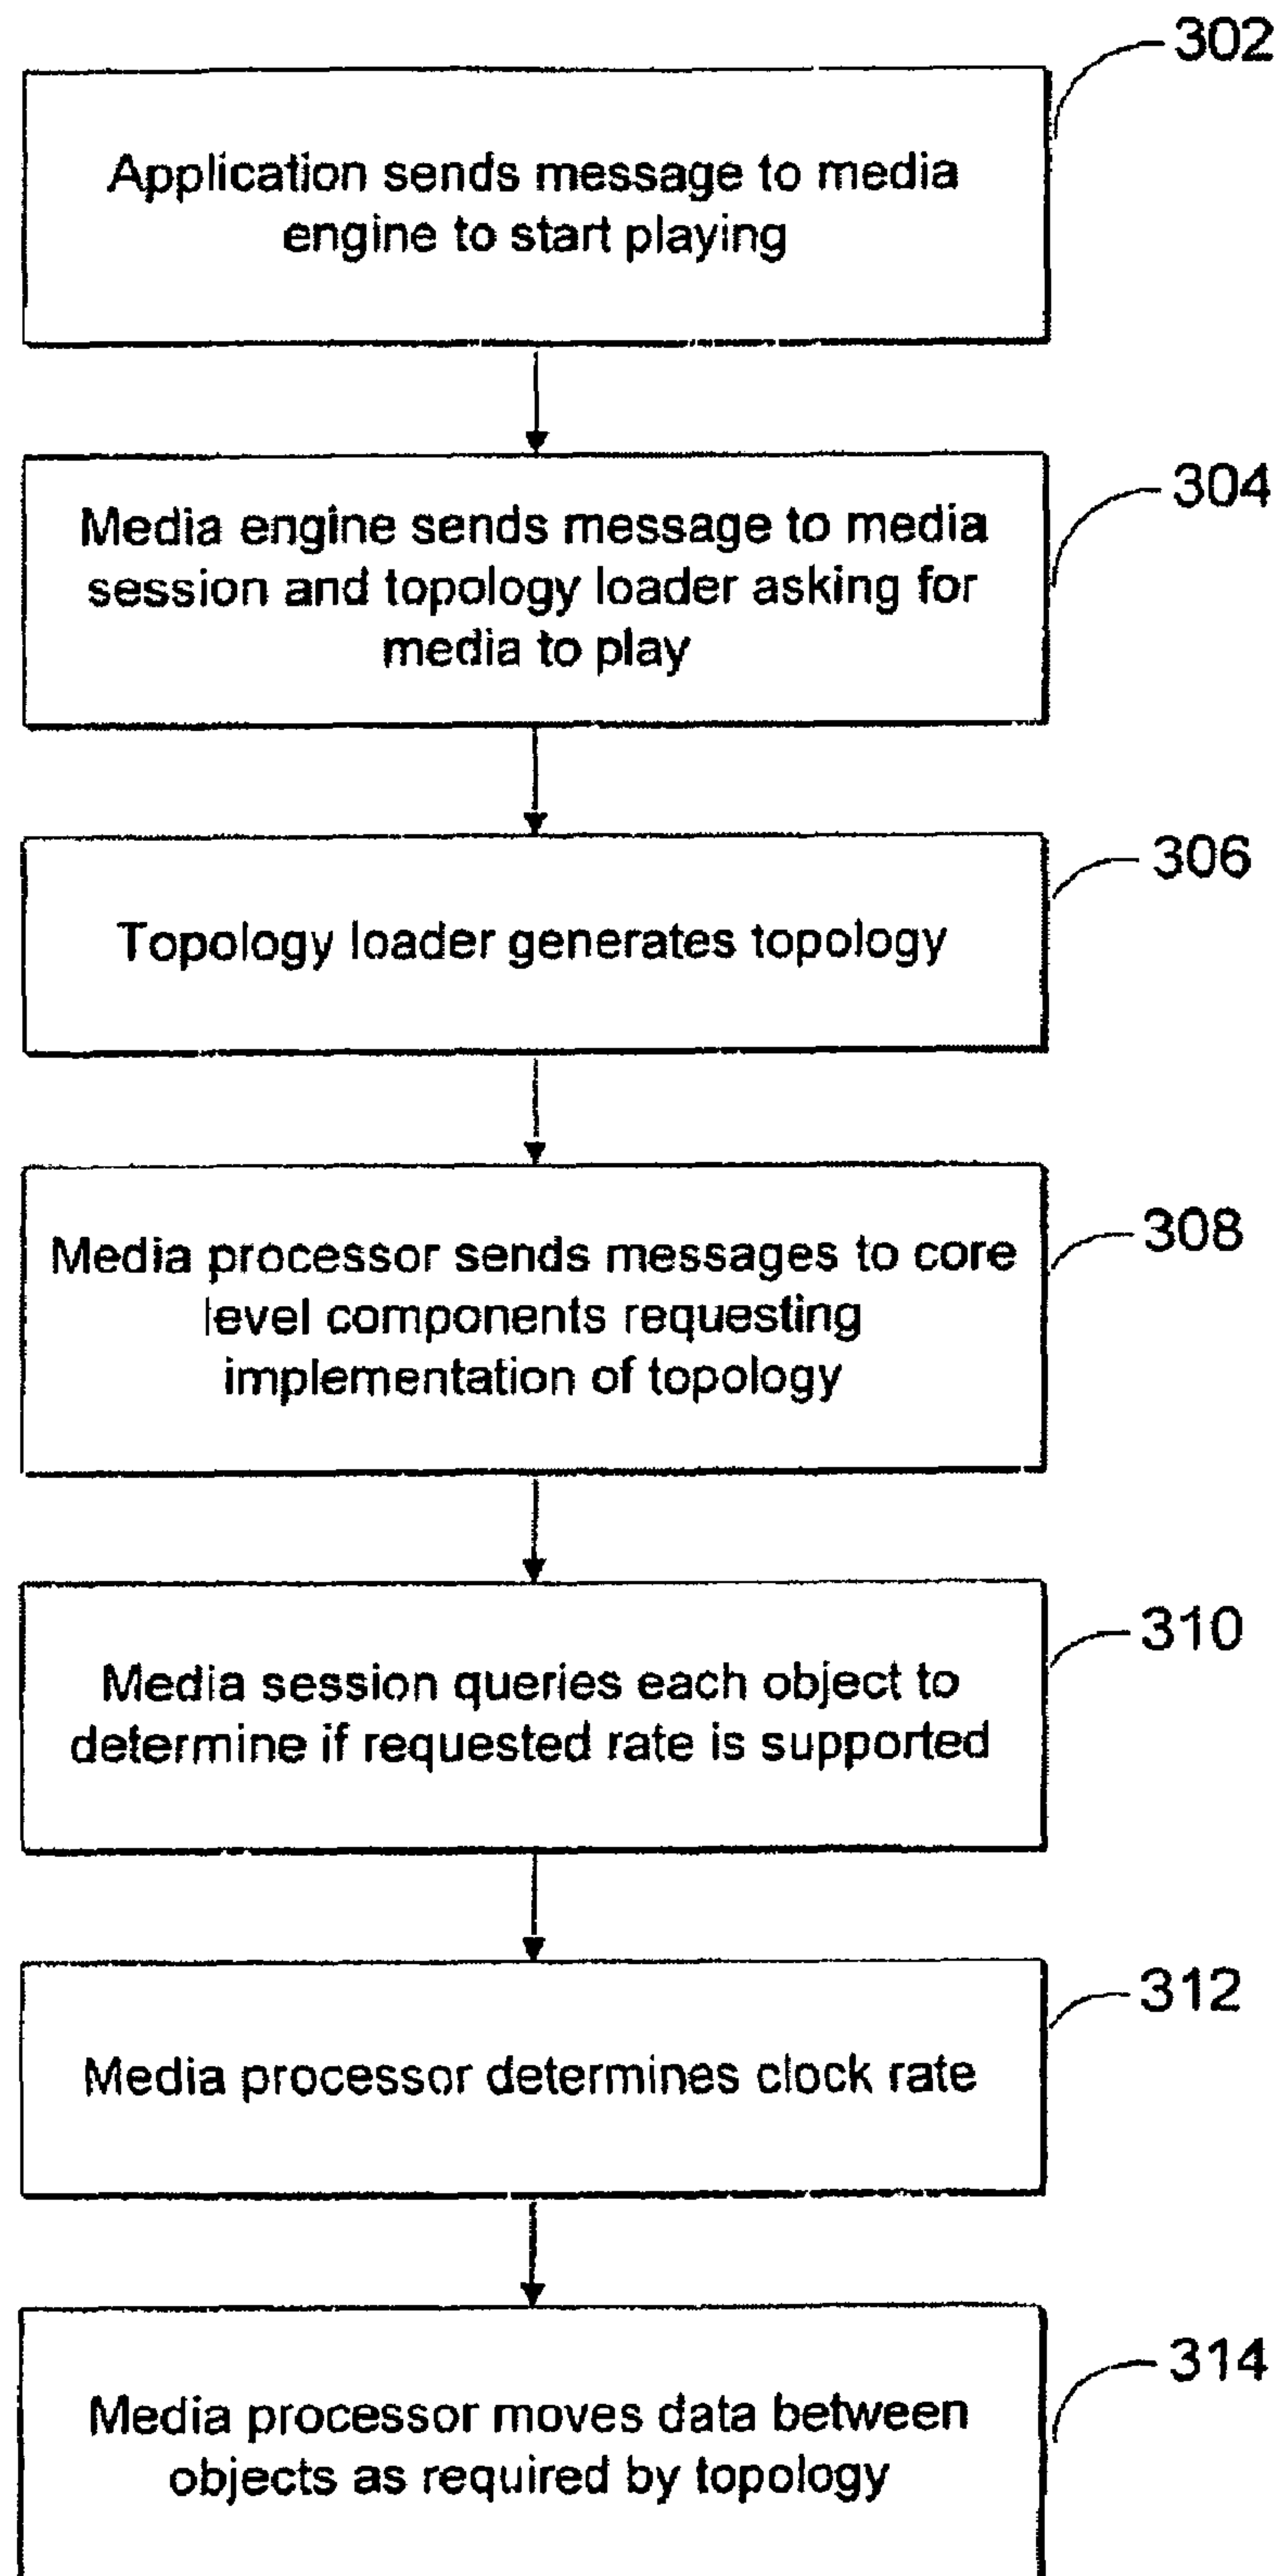 302
Application sends message to media
engine to start playing
304
Media engine sends message to media
session and topology loader asking for
media to play
306
Topology loader generates topology
308
Media processor sends messages to core
level components requesting
implementation of topology
310
Media session queries each object to
determine if requested rate is supported
312
Media processor determines clock rate
314
Media processor moves data between
objects as required by topology